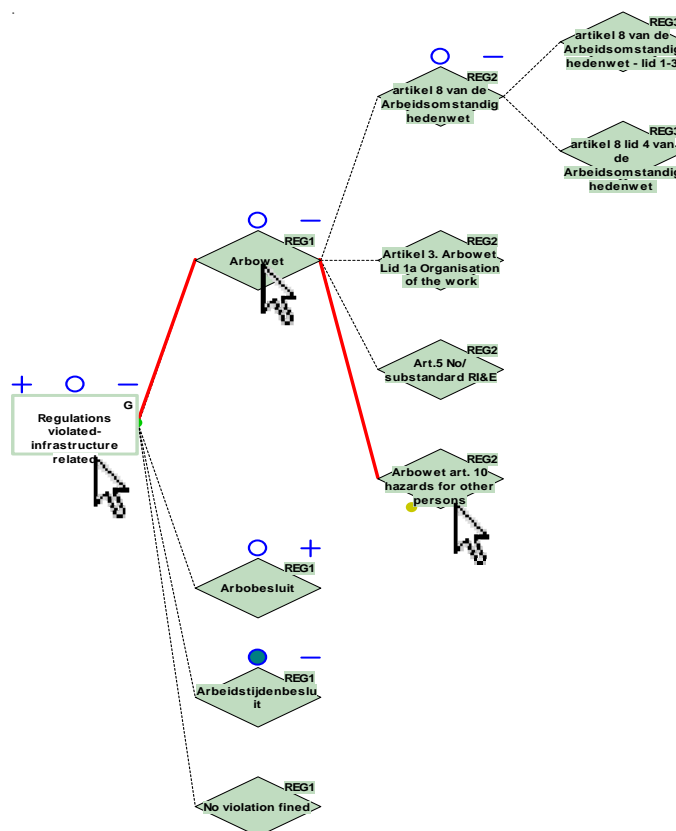 REG3
artikel 8 van de
Arbeidsomstandig
hedenwet - lid 1-3
REG2
artikel 8 van de
Arbeidsomstandig
hedenwet
REG3
artikel 8 lid 4 van
de
Arbeidsomstandig
hedenwet
REG1
Arbowet
REG2
Artikel 3. Arbowet
Lid 1a Organisation
of the work
REG2
Art.5 No/
substandard RI&E
G
Regulations
violated-
infrastructure
related
REG2
Arbowet art. 10
hazards for other
persons
REG1
Arbobesluit
REG1
Arbeidstijdenbeslu
it
REG1
No violation fined